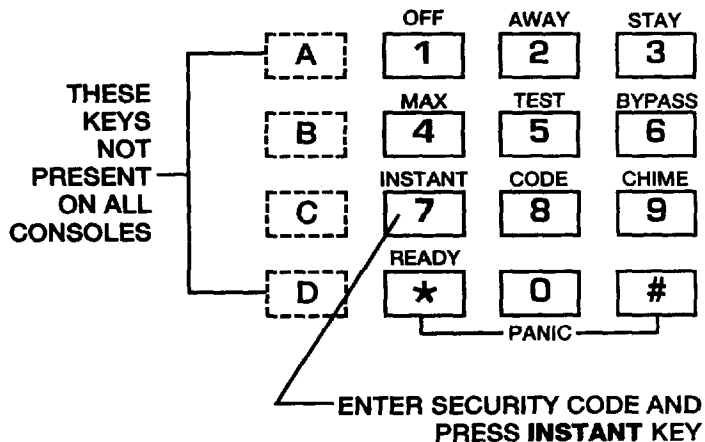 OFF AWAY STAY
A 1 2 3
THESE
KEYS
NOT
PRESENT
ON ALL
CONSOLES
MAX TEST BYPASS
B 4 5 6
INSTANT CODE CHIME
C 7 8 9
READY
D * 0 #
PANIC
ENTER SECURITY CODE AND
PRESS INSTANT KEY